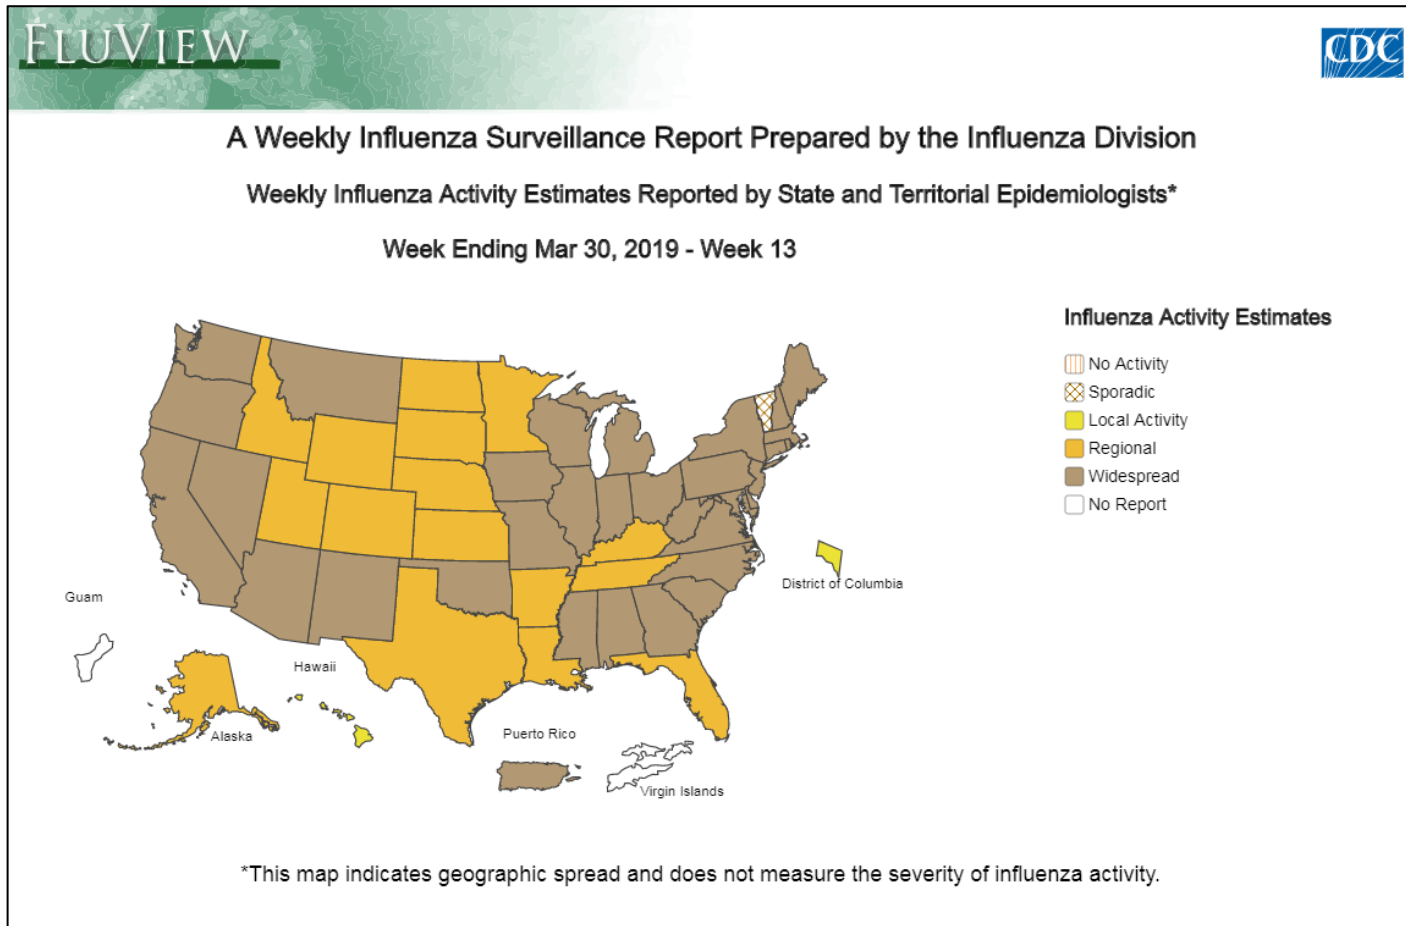 FLUVIEW
CDC
A Weekly Influenza Surveillance Report Prepared by the Influenza Division
Weekly Influenza Activity Estimates Reported by State and Territorial Epidemiologists*
Week Ending Mar 30, 2019 - Week 13
Influenza Activity Estimates
No Activity
Sporadic
Local Activity
Regional
Widespread
No Report
District of Columbia
Guam
Hawaii
Alaska
Puerto Rico
Virgin Islands
*This map indicates geographic spread and does not measure the severity of influenza activity.